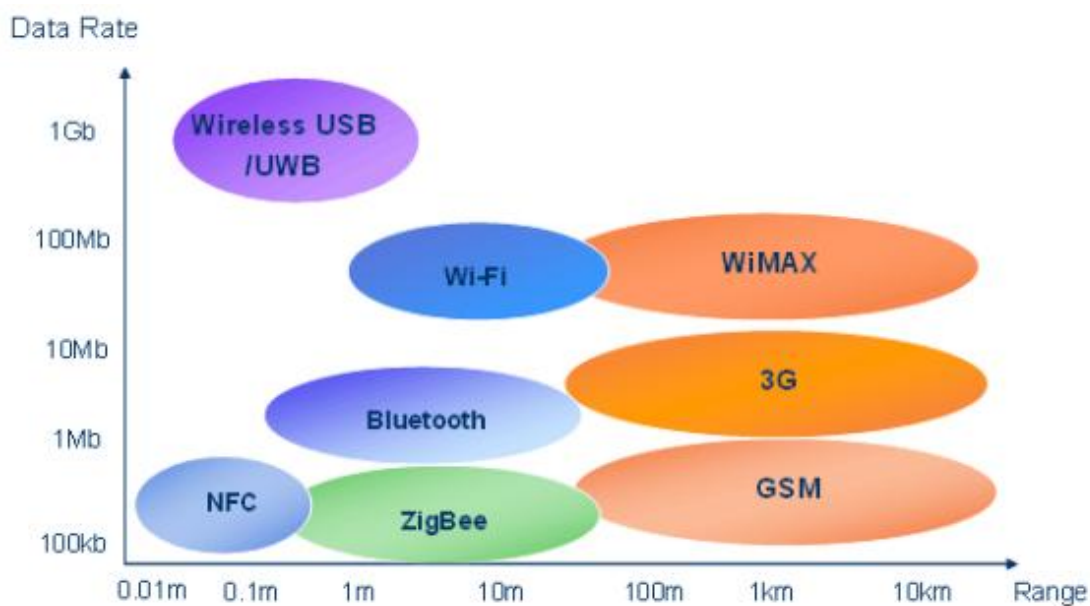 Data Rate
1Gb
Wireless USB
/UWB
100Mb
Wi-Fi
WiMAX
10Mb
3G
Bluetooth
1Mb
NFC
ZigBee
GSM
100kb
0.01m 0.1m 1m 10m 100m 1km 10km Range